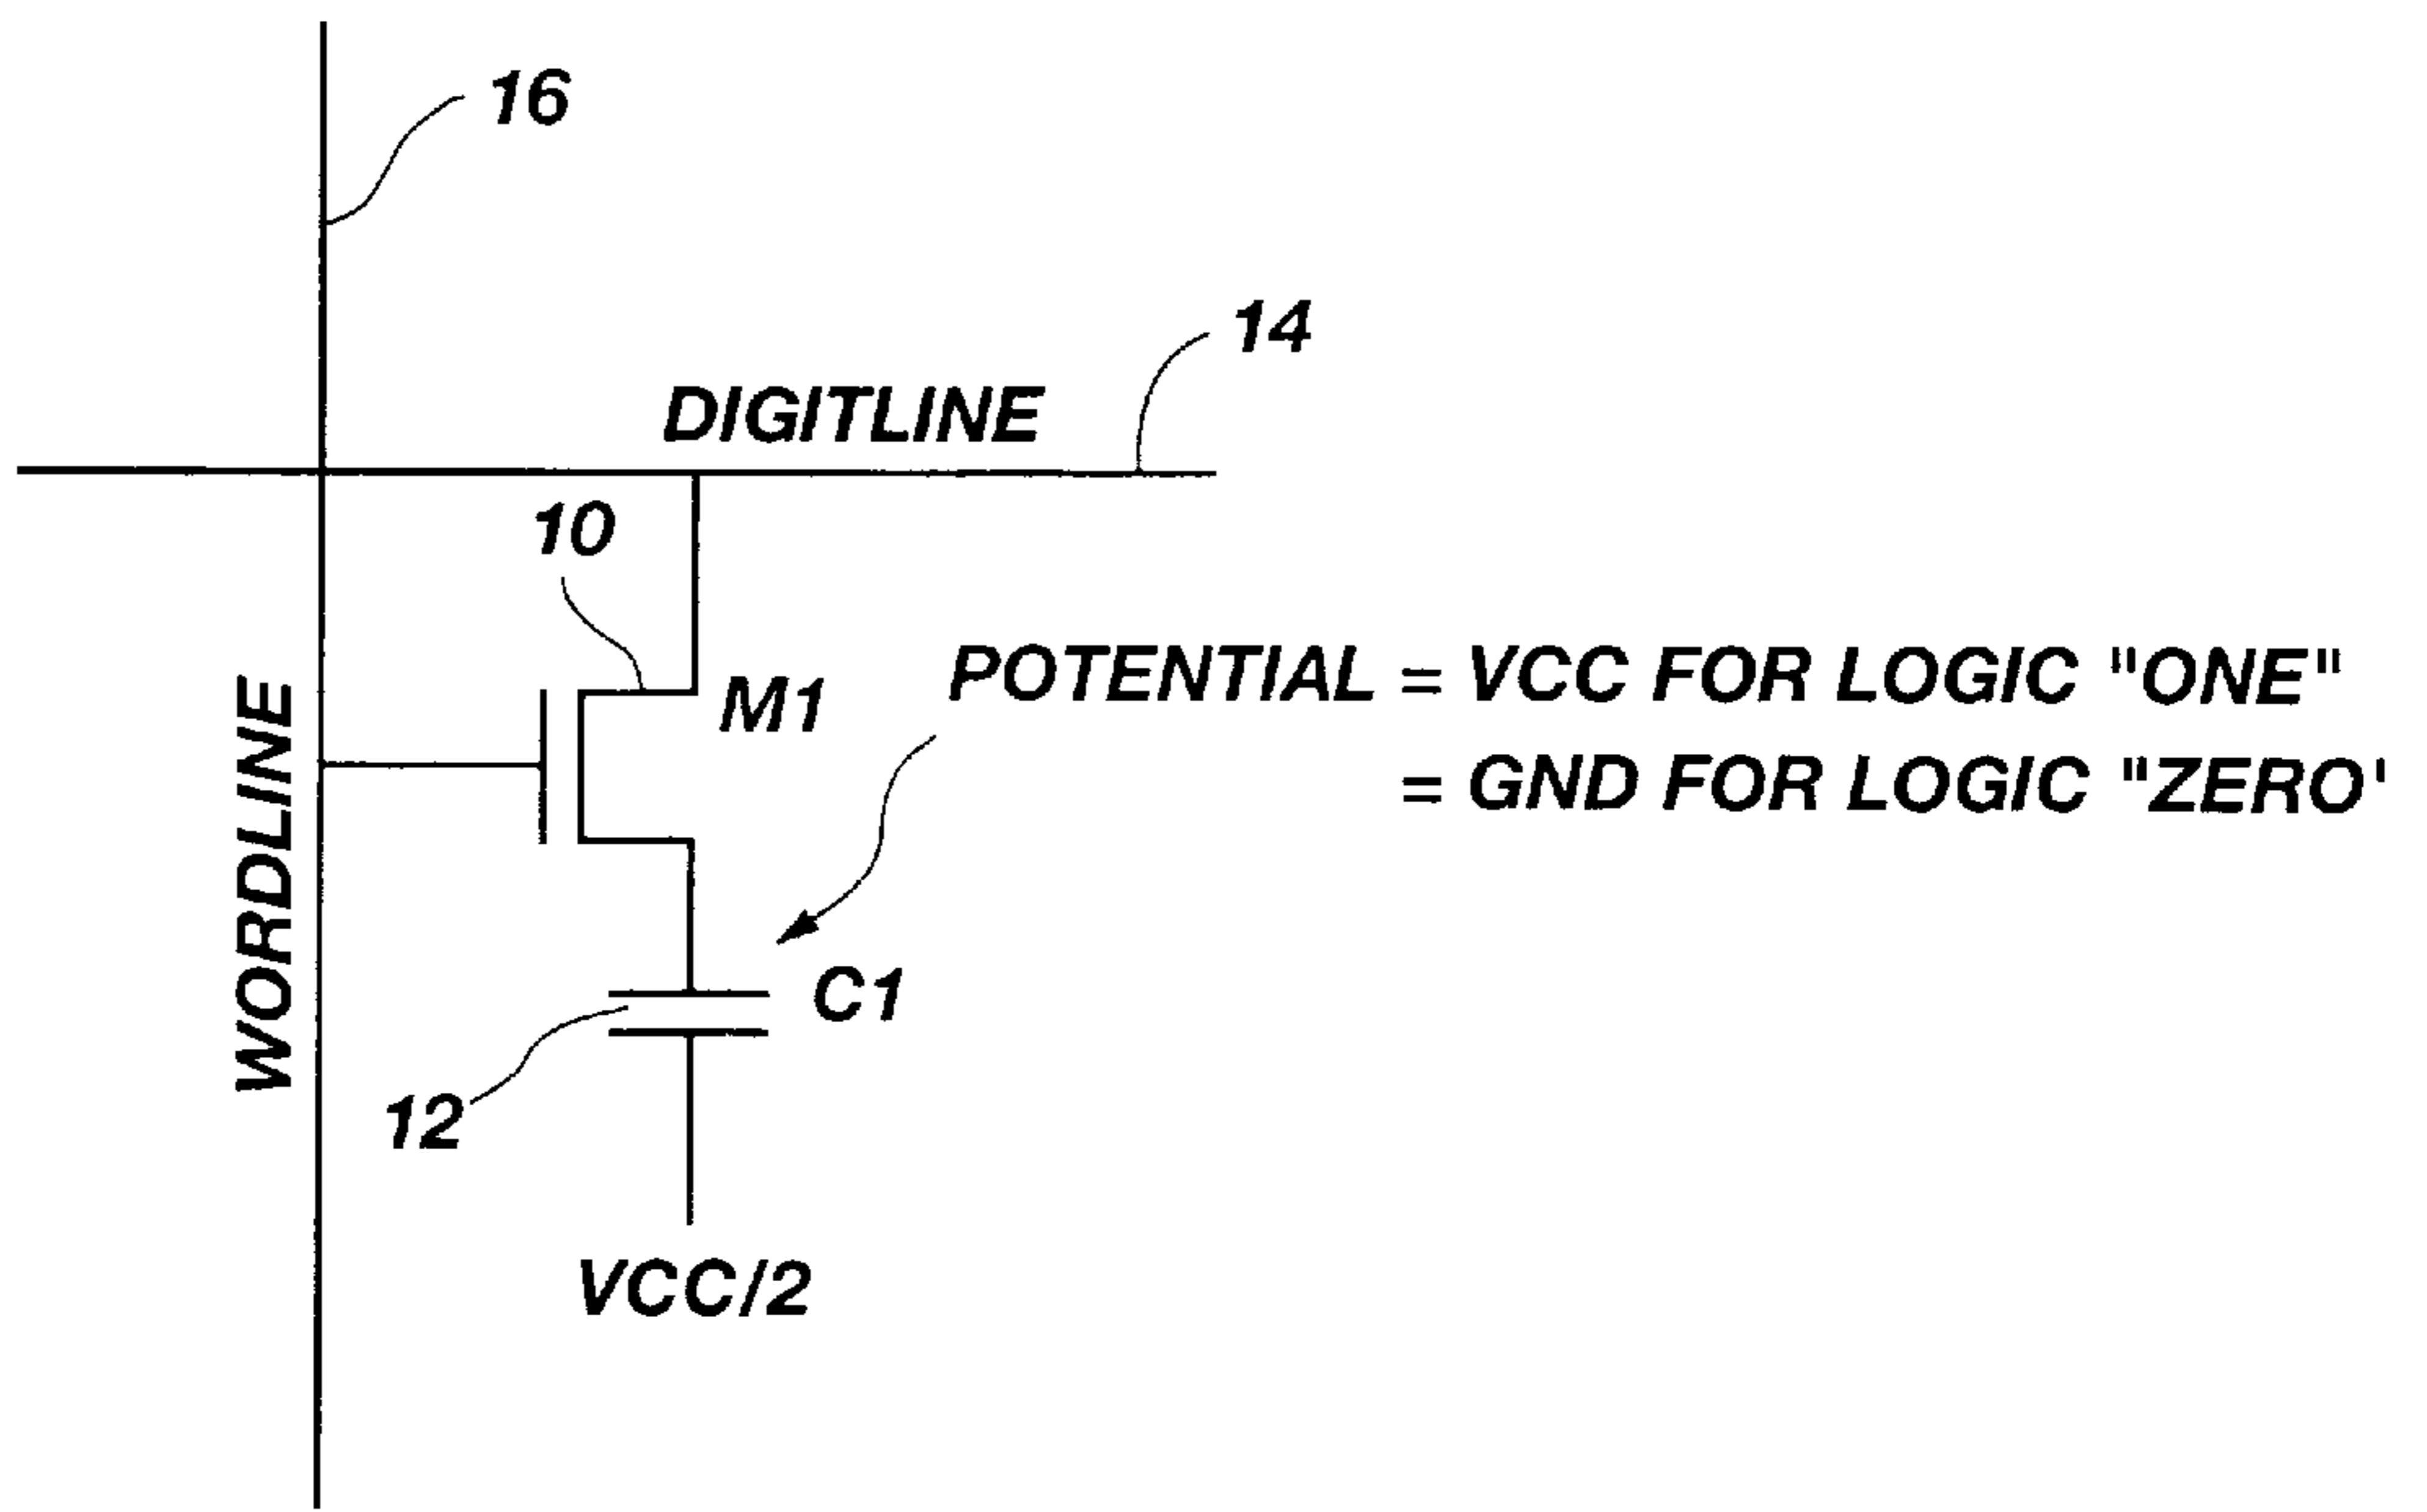 16
14
DIGITLINE
10
POTENTIAL = VCC FOR LOGIC "ONE"
M1
= GND FOR LOGIC "ZERO'
WORDLINE
C1
12
VCC/2